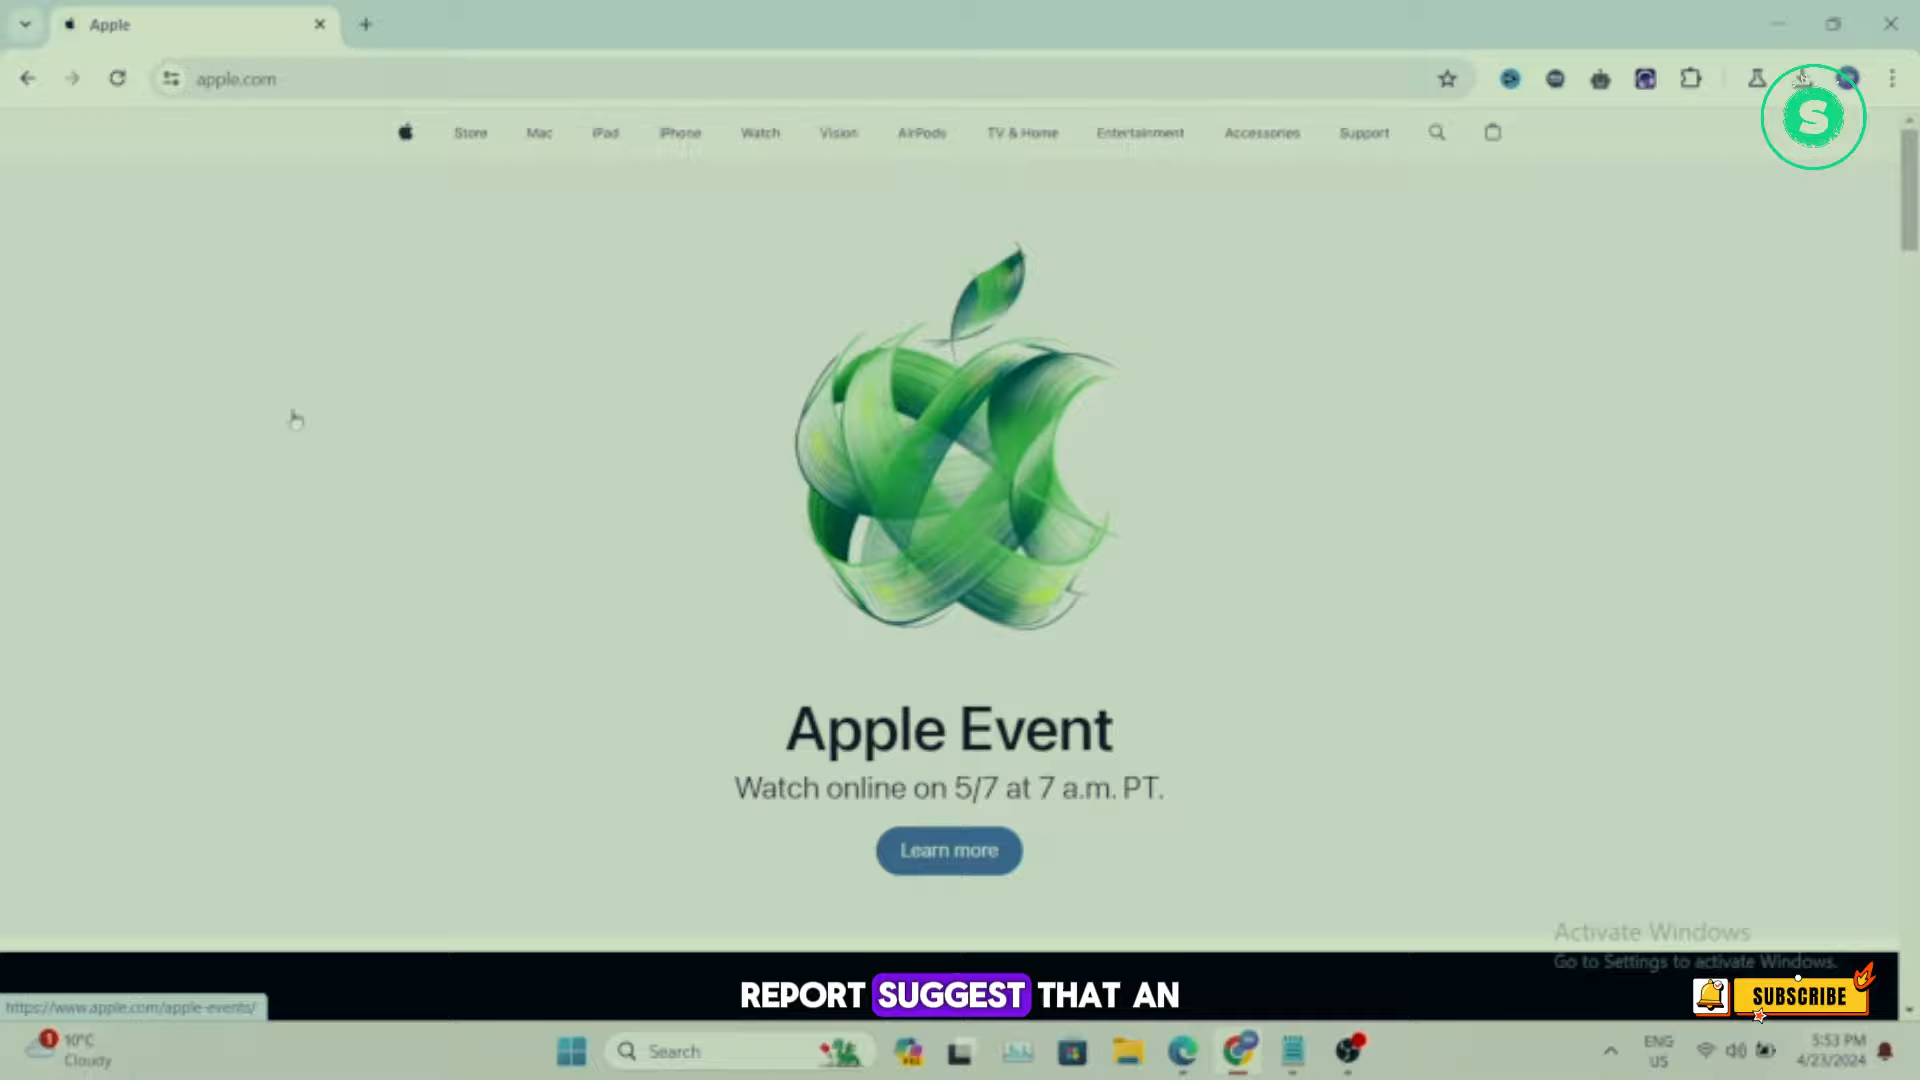 Apple
apple.com
S
Store Mac iPad iPhone Watch Vision AirPods TV & Home Entertainment Accessories Support
Apple Event
Watch online on 5/7 at 7 a.m. PT.
Learn more
Activate Windows
Go to Settings to activate Windows.
REPORT SUGGEST THAT AN
SUBSCRIBE
https://www.apple.com/apple-events/
1
10°C
Cloudy
Search
ENG
US
5:53 PM
4/23/2024